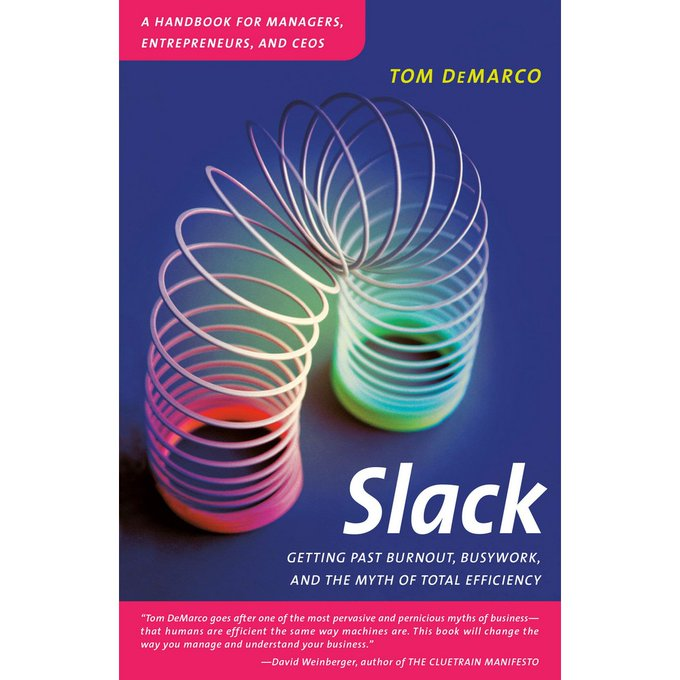 A HANDBOOK FOR MANAGERS,
ENTREPRENEURS, AND CEOS
TOM DEMARCO
Slack
GETTING PAST BURNOUT, BUSYWORK,
AND THE MYTH OF TOTAL EFFICIENCY
“Tom DeMarco goes after one of the most pervasive and pernicious myths of business—
that humans are efficient the same way machines are. This book will change the
way you manage and understand your business.”
—David Weinberger, author of THE CLUETRAIN MANIFESTO